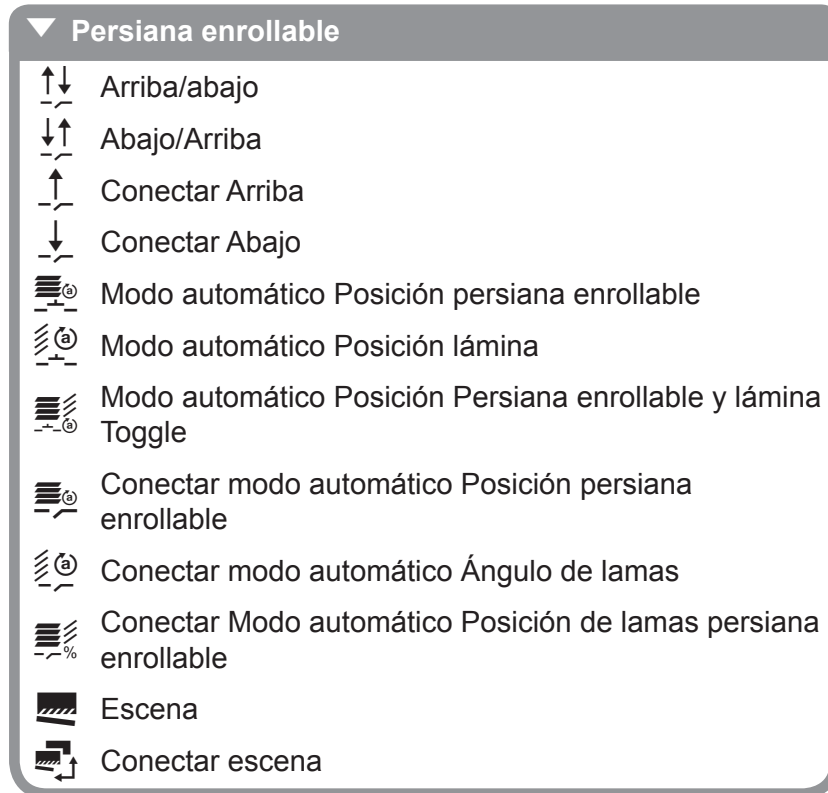 Persiana enrollable
Arriba/abajo
Abajo/Arriba
Conectar Arriba
Conectar Abajo
a Modo automático Posición persiana enrollable
a Modo automático Posición lámina
Modo automático Posición Persiana enrollable y lámina
a Toggle
Conectar modo automático Posición persiana
a enrollable
a Conectar modo automático Ángulo de lamas
Conectar Modo automático Posición de lamas persiana
% enrollable
Escena
Conectar escena